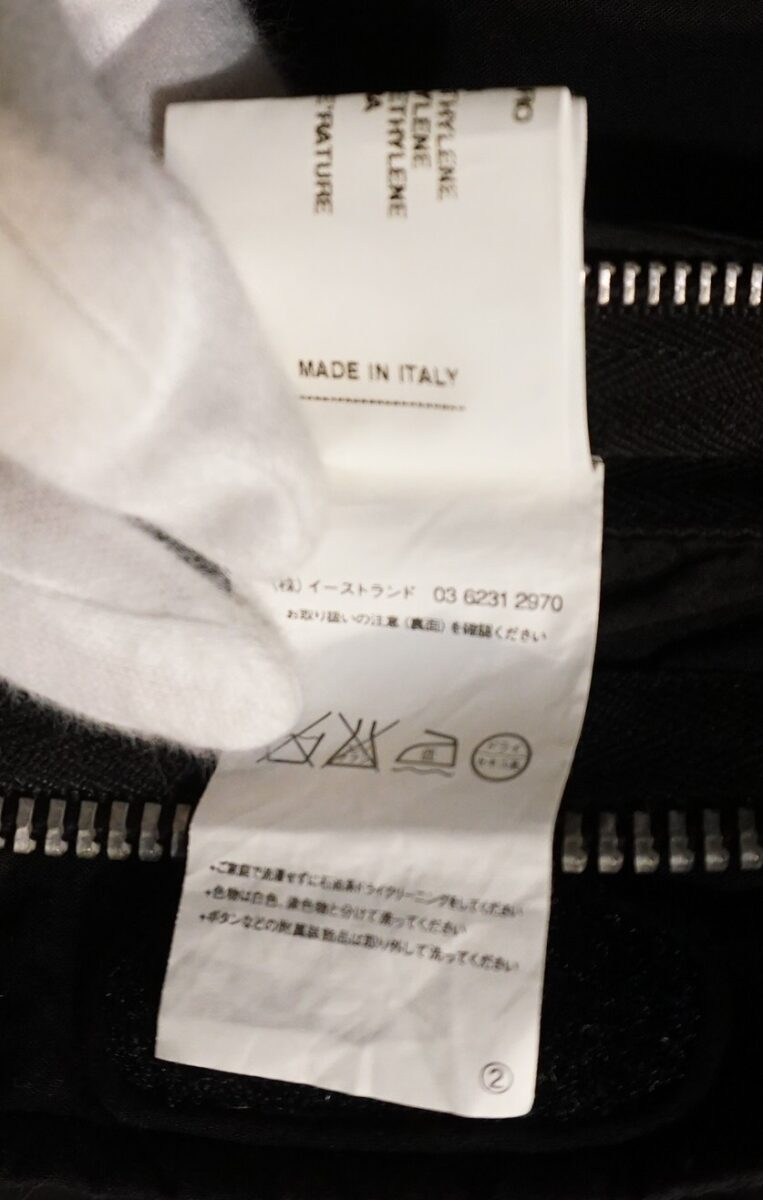 THYLENE
YLENE
ETHYLENE
MADE IN ITALY
(株) イーストランド 03 6231 2970
お取り扱いの注意 (裏面) を確認ください
ドライ
•ご家庭で洗濯せずに石油系ドライクリーニングをしてください
•色物は白色、淡色物と分けて洗ってください
•ボタンなどの附属装飾品は取り外して洗ってください
②